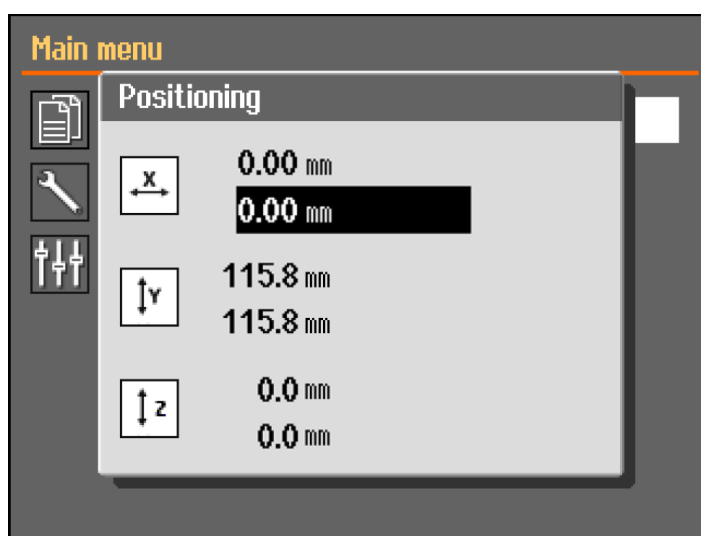 Main menu
Positioning
X
0.00 mm
0.00 mm
Y
115.8 mm
115.8 mm
Z
0.0 mm
0.0 mm